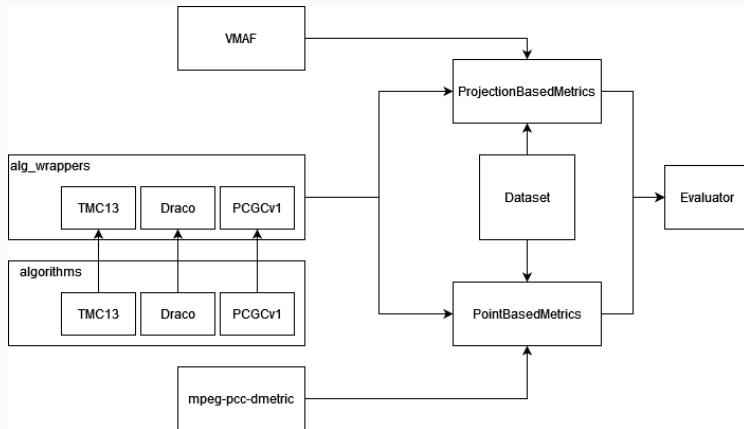 VMAF
ProjectionBasedMetrics
alg_wrappers
TMC13
Draco
PCGCv1
Dataset
Evaluator
algorithms
TMC13
Draco
PCGCv1
PointBasedMetrics
mpeg-pcc-dmetric